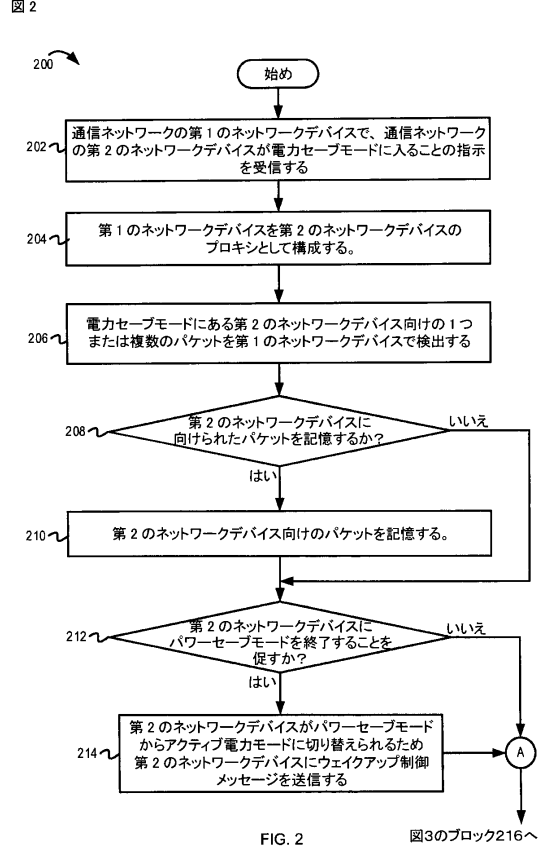 図2
200
始め
202
通信ネットワークの第1のネットワークデバイスで、通信ネットワーク
の第2のネットワークデバイスが電力セーブモードに入ることの指示
を受信する
204
第1のネットワークデバイスを第2のネットワークデバイスの
プロキシとして構成する。
206
電力セーブモードにある第2のネットワークデバイス向けの1つ
または複数のパケットを第1のネットワークデバイスで検出する
208
第2のネットワークデバイスに
向けられたパケットを記憶するか?
いいえ
はい
210
第2のネットワークデバイス向けのパケットを記憶する。
212
第2のネットワークデバイスに
パワーセーブモードを終了することを
促すか?
いいえ
はい
214
第2のネットワークデバイスがパワーセーブモード
からアクティブ電力モードに切り替えられるため
第2のネットワークデバイスにウェイクアップ制御
メッセージを送信する
A
FIG. 2
図3のブロック216へ